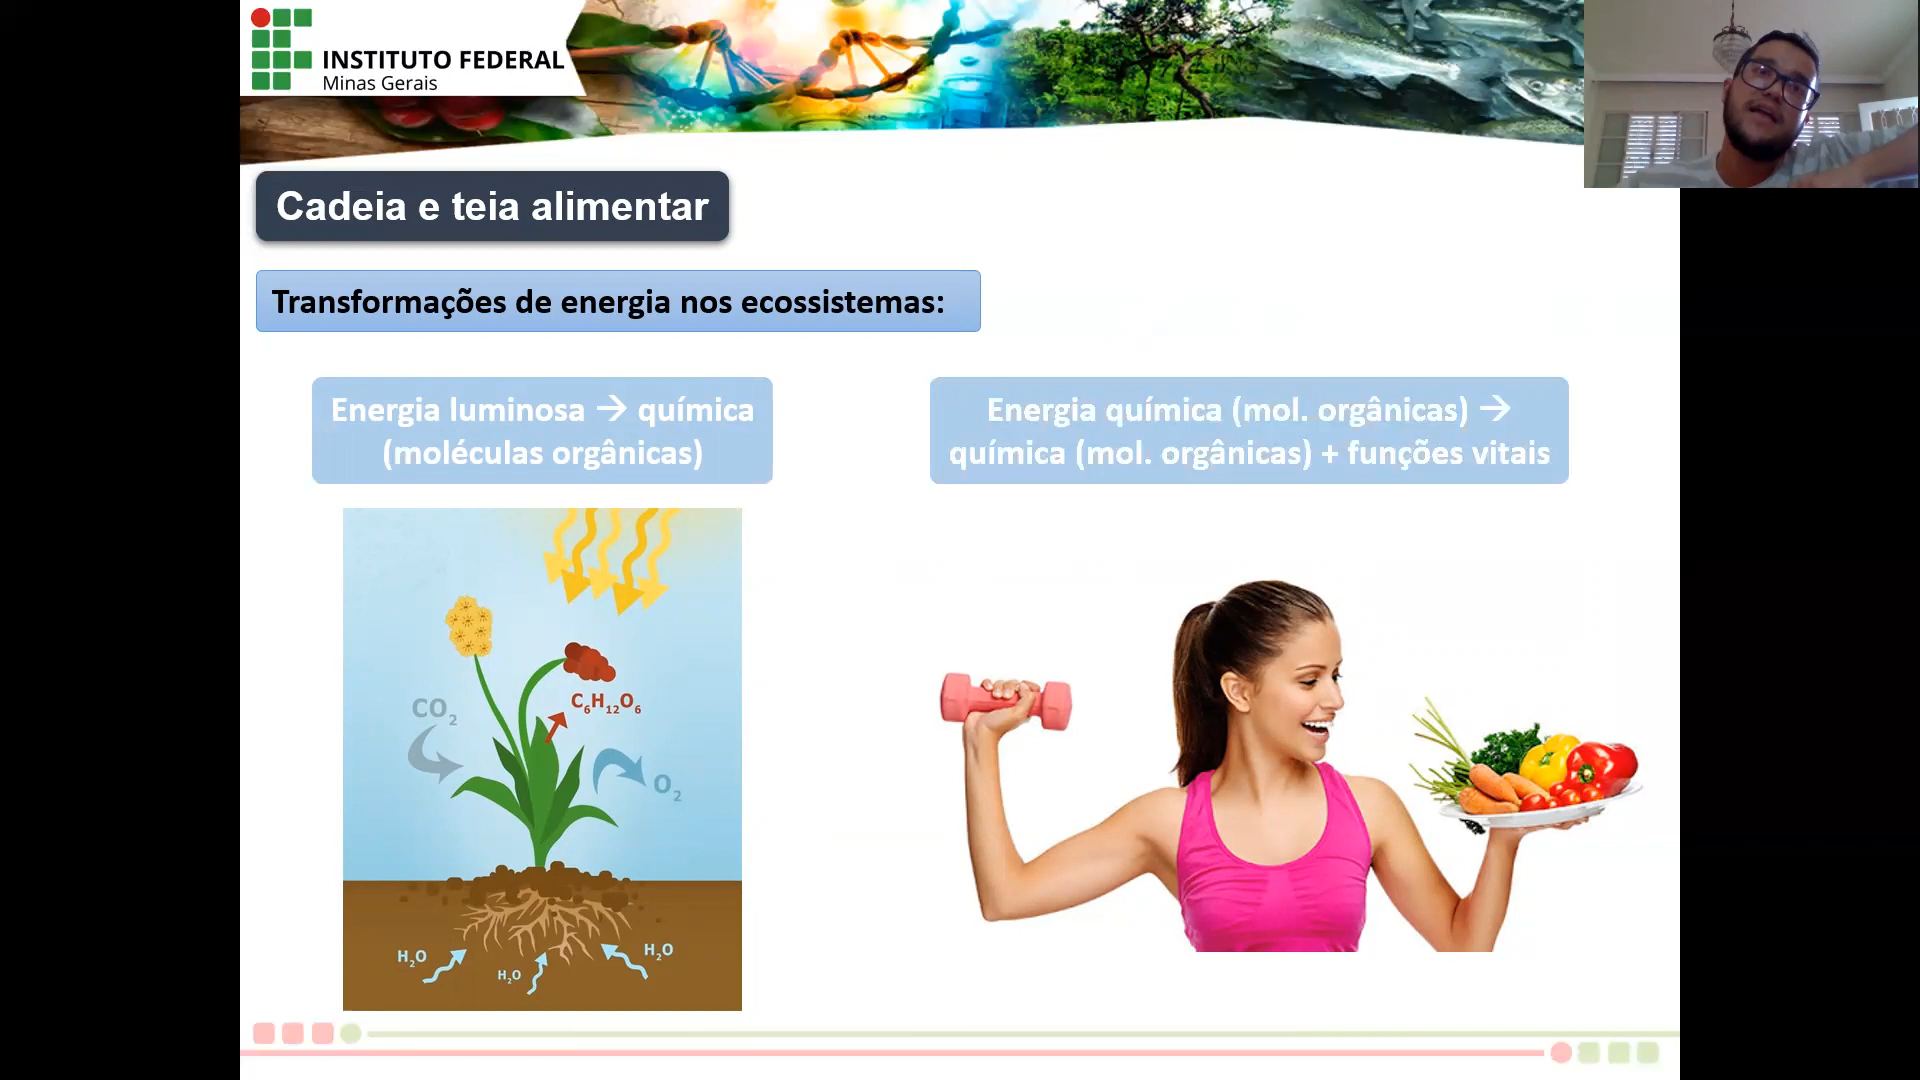 INSTITUTO FEDERAL
Minas Gerais
Cadeia e teia alimentar
Transformações de energia nos ecossistemas:
Energia luminosa → química
(moléculas orgânicas)
Energia química (mol. orgânicas) →
química (mol. orgânicas) + funções vitais
CO₂
C₆H₁₂O₆
O₂
H₂O
H₂O
H₂O